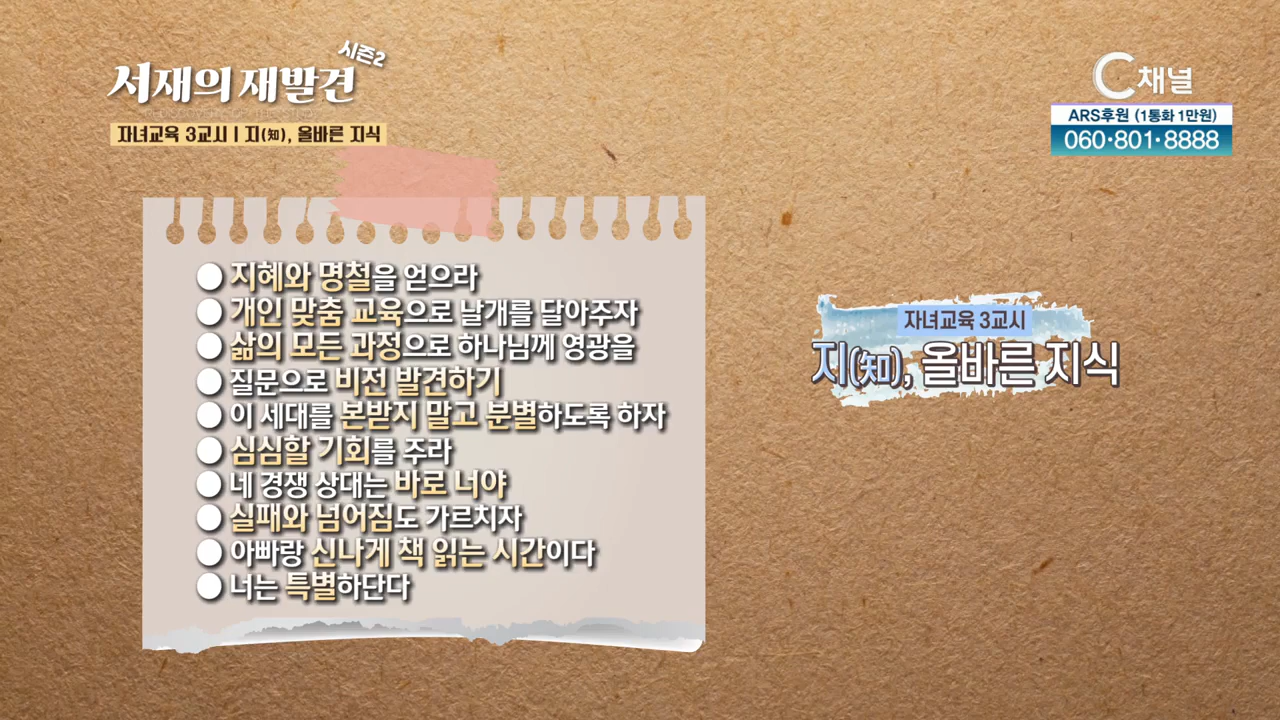 시즌2
서재의 재발견
자녀교육 3교시 | 지(知), 올바른 지식
C채널
ARS후원 (1통화 1만원)
060·801·8888
● 지혜와 명철을 얻으라
● 개인 맞춤 교육으로 날개를 달아주자
● 삶의 모든 과정으로 하나님께 영광을
● 질문으로 비전 발견하기
● 이 세대를 본받지 말고 분별하도록 하자
● 심심할 기회를 주라
● 네 경쟁 상대는 바로 너야
● 실패와 넘어짐도 가르치자
● 아빠랑 신나게 책 읽는 시간이다
● 너는 특별하단다
자녀교육 3교시
지(知), 올바른 지식